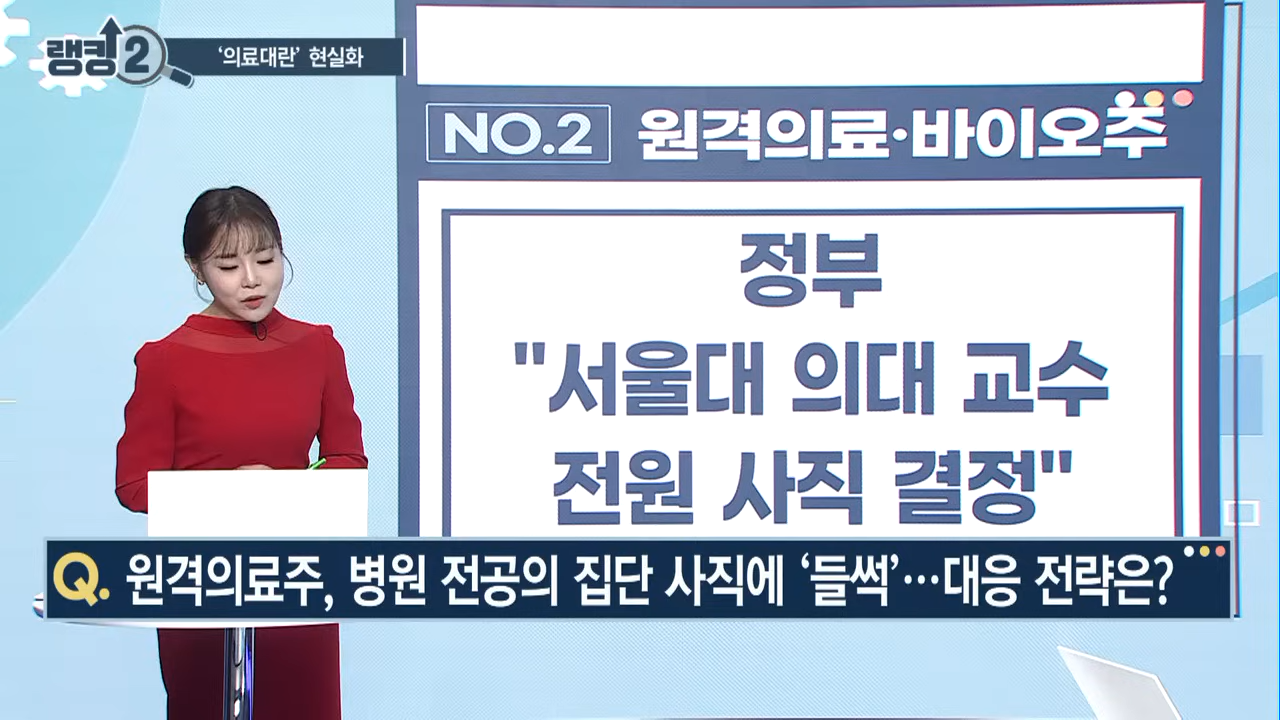 랭킹2
‘의료대란’ 현실화
NO.2 원격의료·바이오주
정부
"서울대 의대 교수
전원 사직 결정"
Q. 원격의료주, 병원 전공의 집단 사직에 ‘들썩’…대응 전략은?